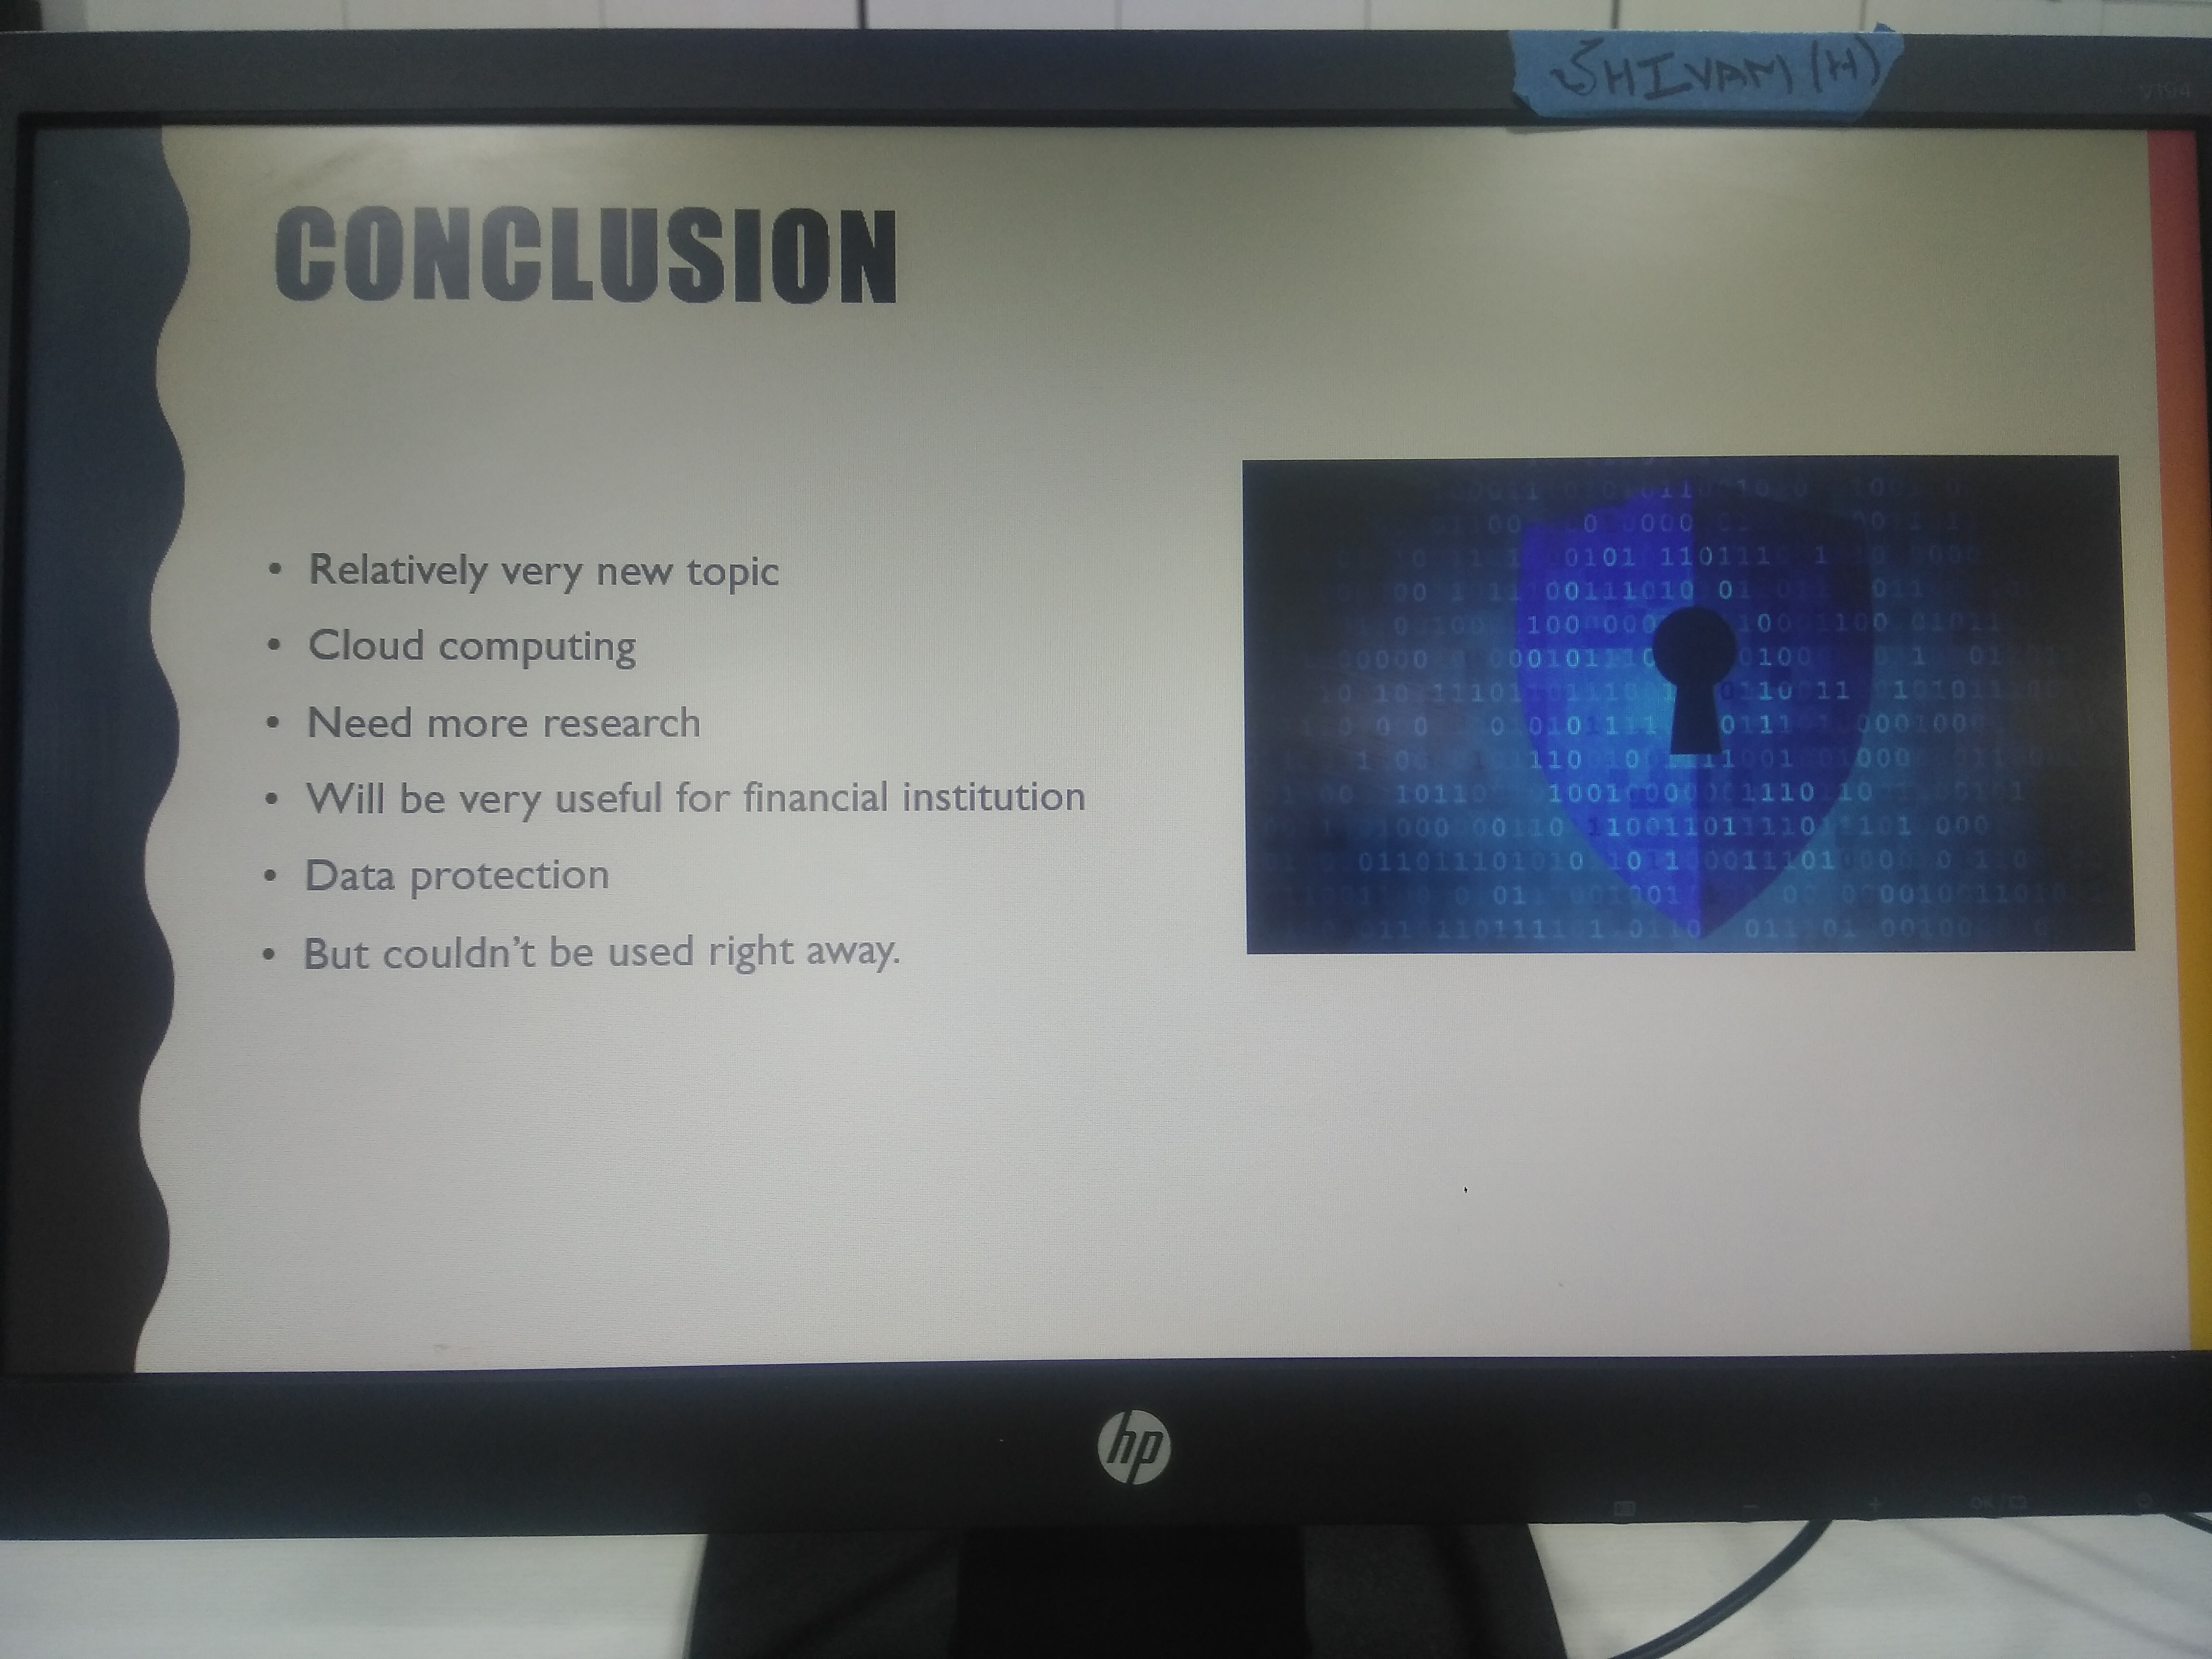 SHIVAM (H)
V194
CONCLUSION
• Relatively very new topic
• Cloud computing
• Need more research
• Will be very useful for financial institution
• Data protection
• But couldn't be used right away.
hp